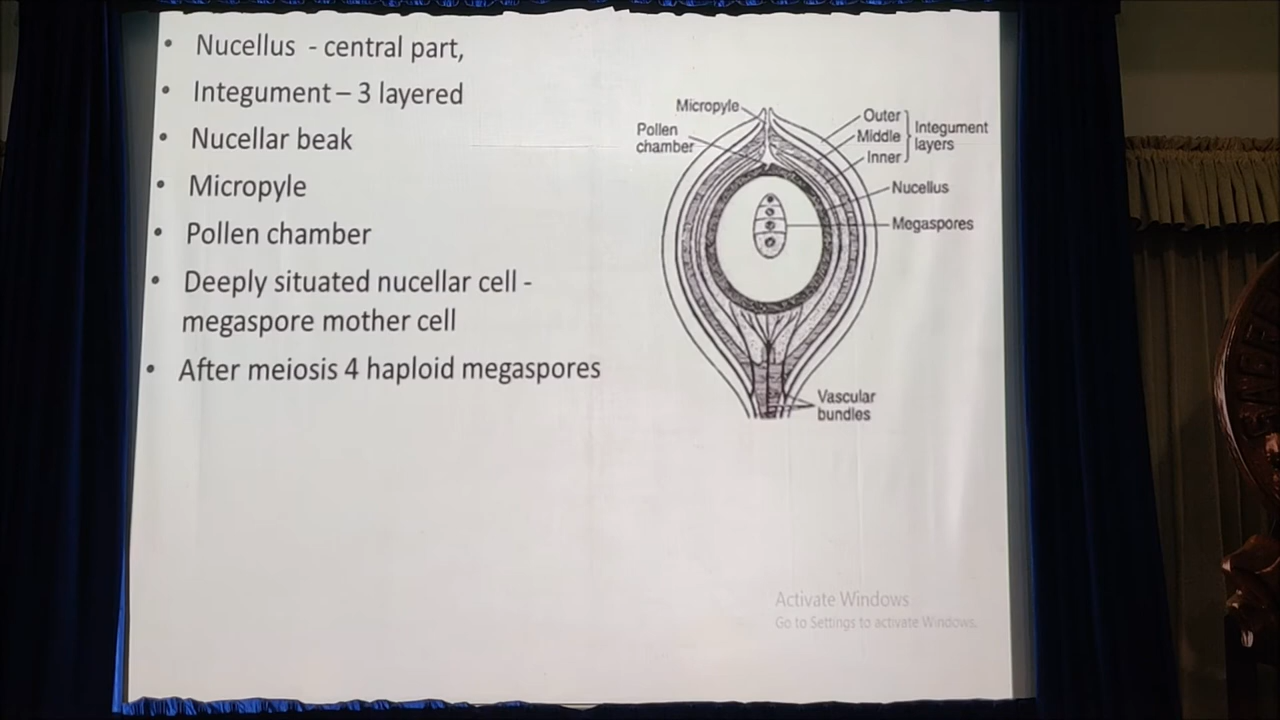 • Nucellus - central part,
• Integument – 3 layered
• Nucellar beak
• Micropyle
• Pollen chamber
• Deeply situated nucellar cell -
megaspore mother cell
• After meiosis 4 haploid megaspores
Micropyle
Pollen
chamber
Outer
Middle
Inner
Integument
layers
Nucellus
Megaspores
Vascular
bundles
Activate Windows
Go to Settings to activate Windows.